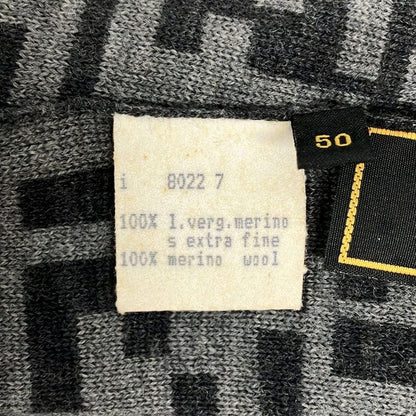 50
i 8022 7
100% l.verg.merino
s extra fine
100% merino wool